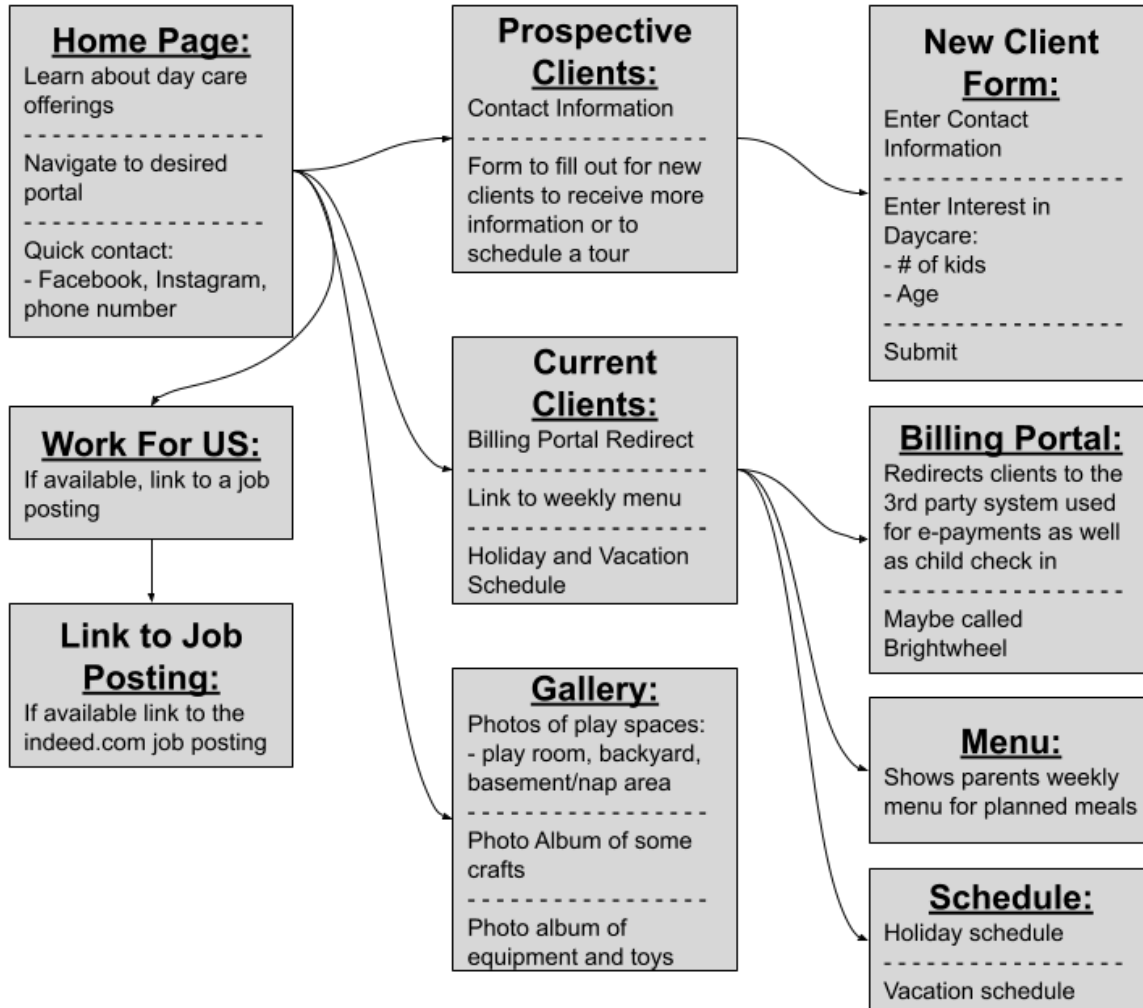 Home Page:
Learn about day care
offerings
- - - - - - - - - - - - - - - - - -
Navigate to desired
portal
- - - - - - - - - - - - - - - - - -
Quick contact:
- Facebook, Instagram,
phone number
Work For US:
If available, link to a job
posting
Link to Job
Posting:
If available link to the
indeed.com job posting
Prospective
Clients:
Contact Information
- - - - - - - - - - - - - - - - - -
Form to fill out for new
clients to receive more
information or to
schedule a tour
Current
Clients:
Billing Portal Redirect
- - - - - - - - - - - - - - - - - -
Link to weekly menu
- - - - - - - - - - - - - - - - - -
Holiday and Vacation
Schedule
Gallery:
Photos of play spaces:
- play room, backyard,
basement/nap area
- - - - - - - - - - - - - - - - - -
Photo Album of some
crafts
- - - - - - - - - - - - - - - - - -
Photo album of
equipment and toys
New Client
Form:
Enter Contact
Information
- - - - - - - - - - - - - - - - - -
Enter Interest in
Daycare:
- # of kids
- Age
- - - - - - - - - - - - - - - - - -
Submit
Billing Portal:
Redirects clients to the
3rd party system used
for e-payments as well
as child check in
- - - - - - - - - - - - - - - - - -
Maybe called
Brightwheel
Menu:
Shows parents weekly
menu for planned meals
Schedule:
Holiday schedule
- - - - - - - - - - - - - - - - - -
Vacation schedule